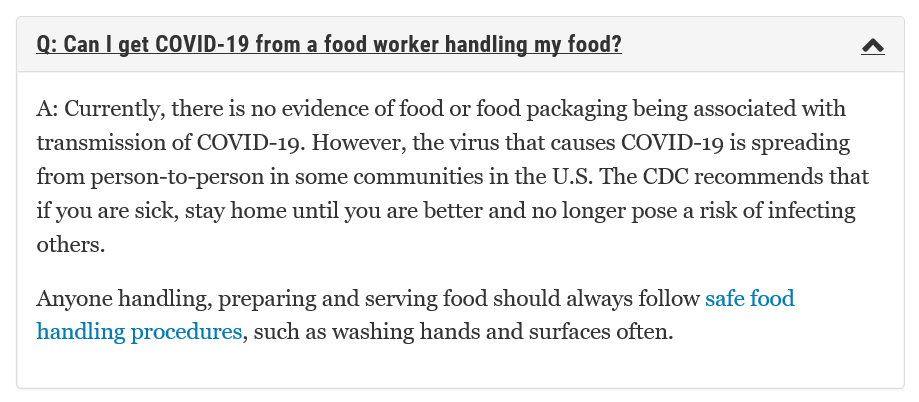 Q: Can I get COVID-19 from a food worker handling my food?
A: Currently, there is no evidence of food or food packaging being associated with
transmission of COVID-19. However, the virus that causes COVID-19 is spreading
from person-to-person in some communities in the U.S. The CDC recommends that
if you are sick, stay home until you are better and no longer pose a risk of infecting
others.
Anyone handling, preparing and serving food should always follow safe food
handling procedures, such as washing hands and surfaces often.